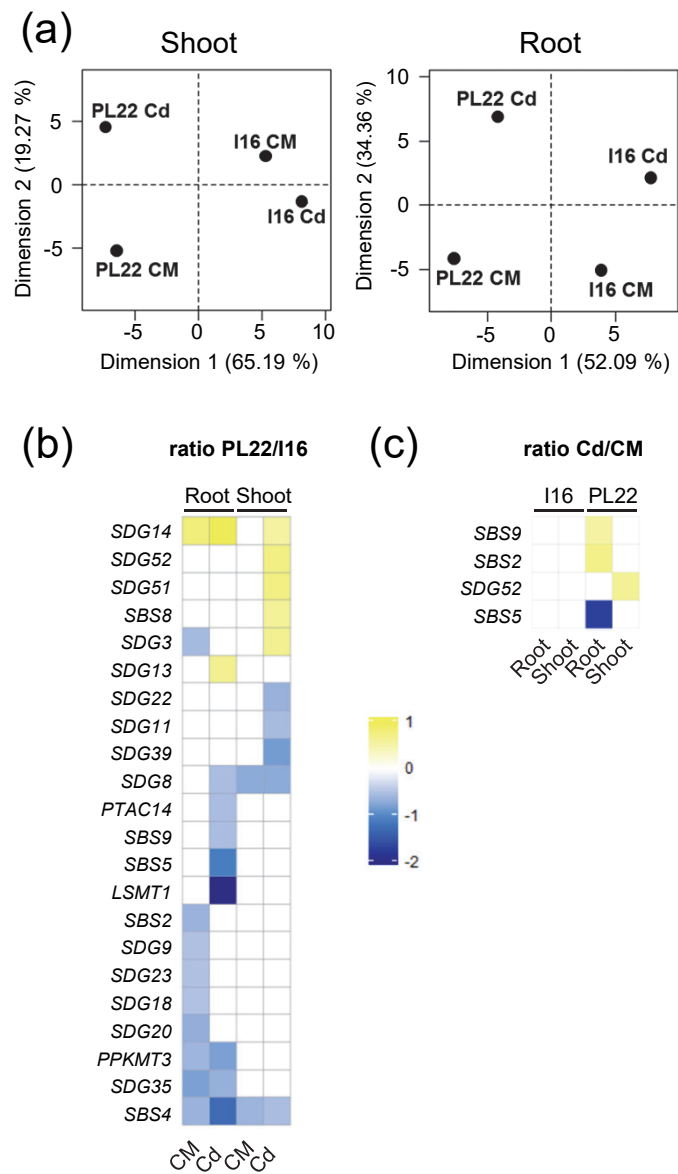 (a)
Shoot
Root
PL22 Cd
I16 CM
I16 Cd
PL22 CM
5
0
-5
-5
0
5
10
Dimension 2 (19.27 %)
Dimension 1 (65.19 %)
PL22 Cd
I16 Cd
PL22 CM
I16 CM
10
5
0
-5
-5
0
5
Dimension 2 (34.36 %)
Dimension 1 (52.09 %)
(b)
ratio PL22/I16
Root Shoot
SDG14
SDG52
SDG51
SBS8
SDG3
SDG13
SDG22
SDG11
SDG39
SDG8
PTAC14
SBS9
SBS5
LSMT1
SBS2
SDG9
SDG23
SDG18
SDG20
PPKMT3
SDG35
SBS4
CM Cd CM Cd
(c)
ratio Cd/CM
I16 PL22
SBS9
SBS2
SDG52
SBS5
Root Shoot Root Shoot
1
0
-1
-2